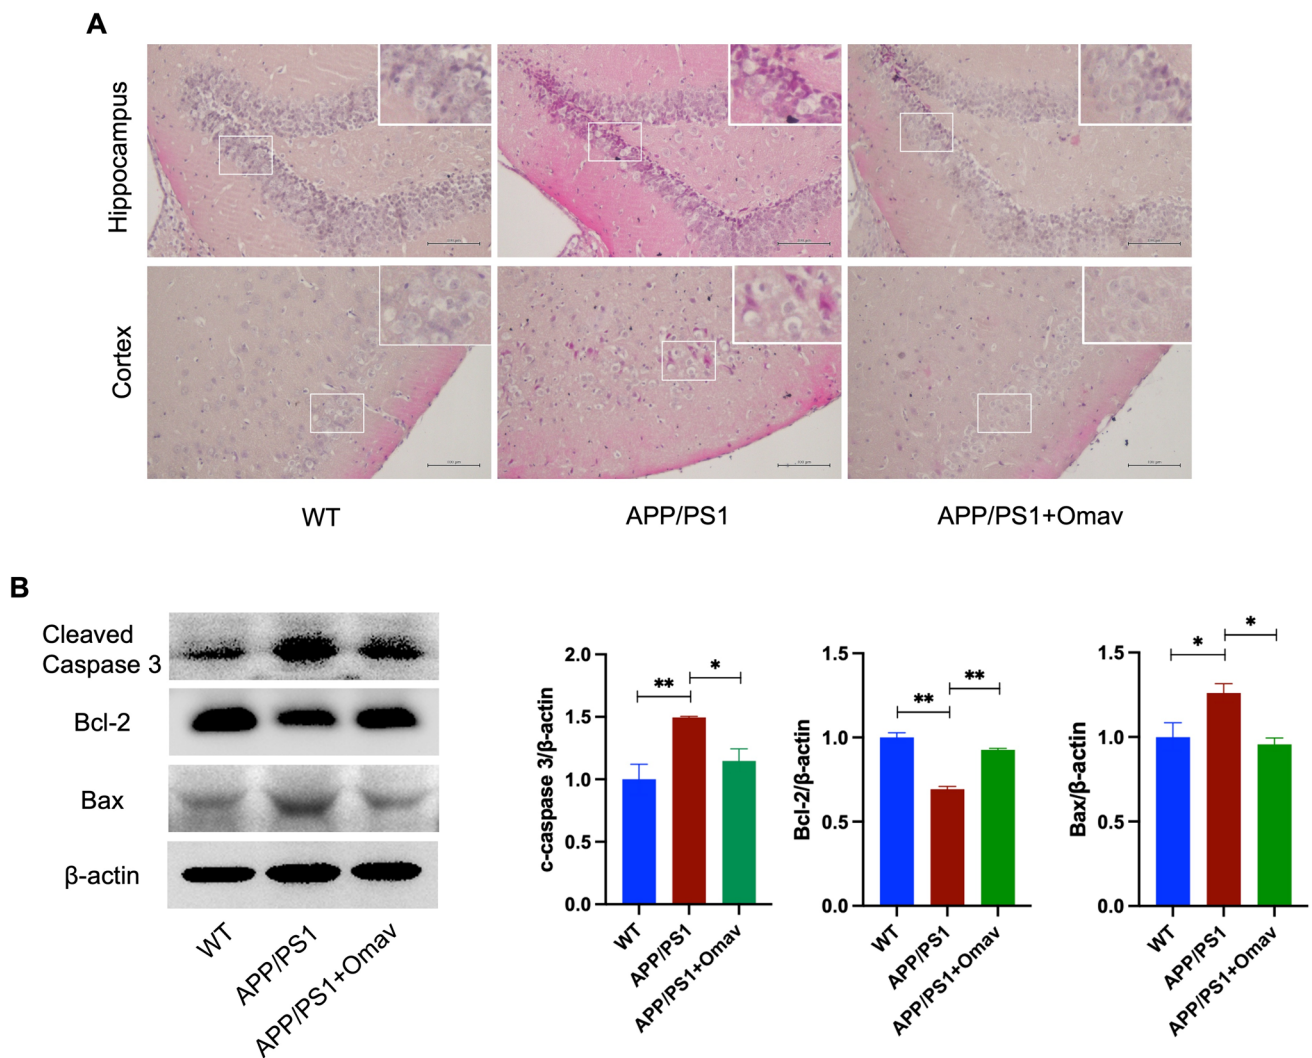 A
Hippocampus
Cortex
WT
APP/PS1
APP/PS1+Omav
B
Cleaved
Caspase 3
Bcl-2
Bax
β-actin
WT
APP/PS1
APP/PS1+Omav
c-caspase 3/β-actin
2.0
1.5
1.0
0.5
0.0
**
*
WT
APP/PS1
APP/PS1+Omav
Bcl-2/β-actin
1.5
1.0
0.5
0.0
**
**
WT
APP/PS1
APP/PS1+Omav
Bax/β-actin
1.5
1.0
0.5
0.0
*
*
WT
APP/PS1
APP/PS1+Omav